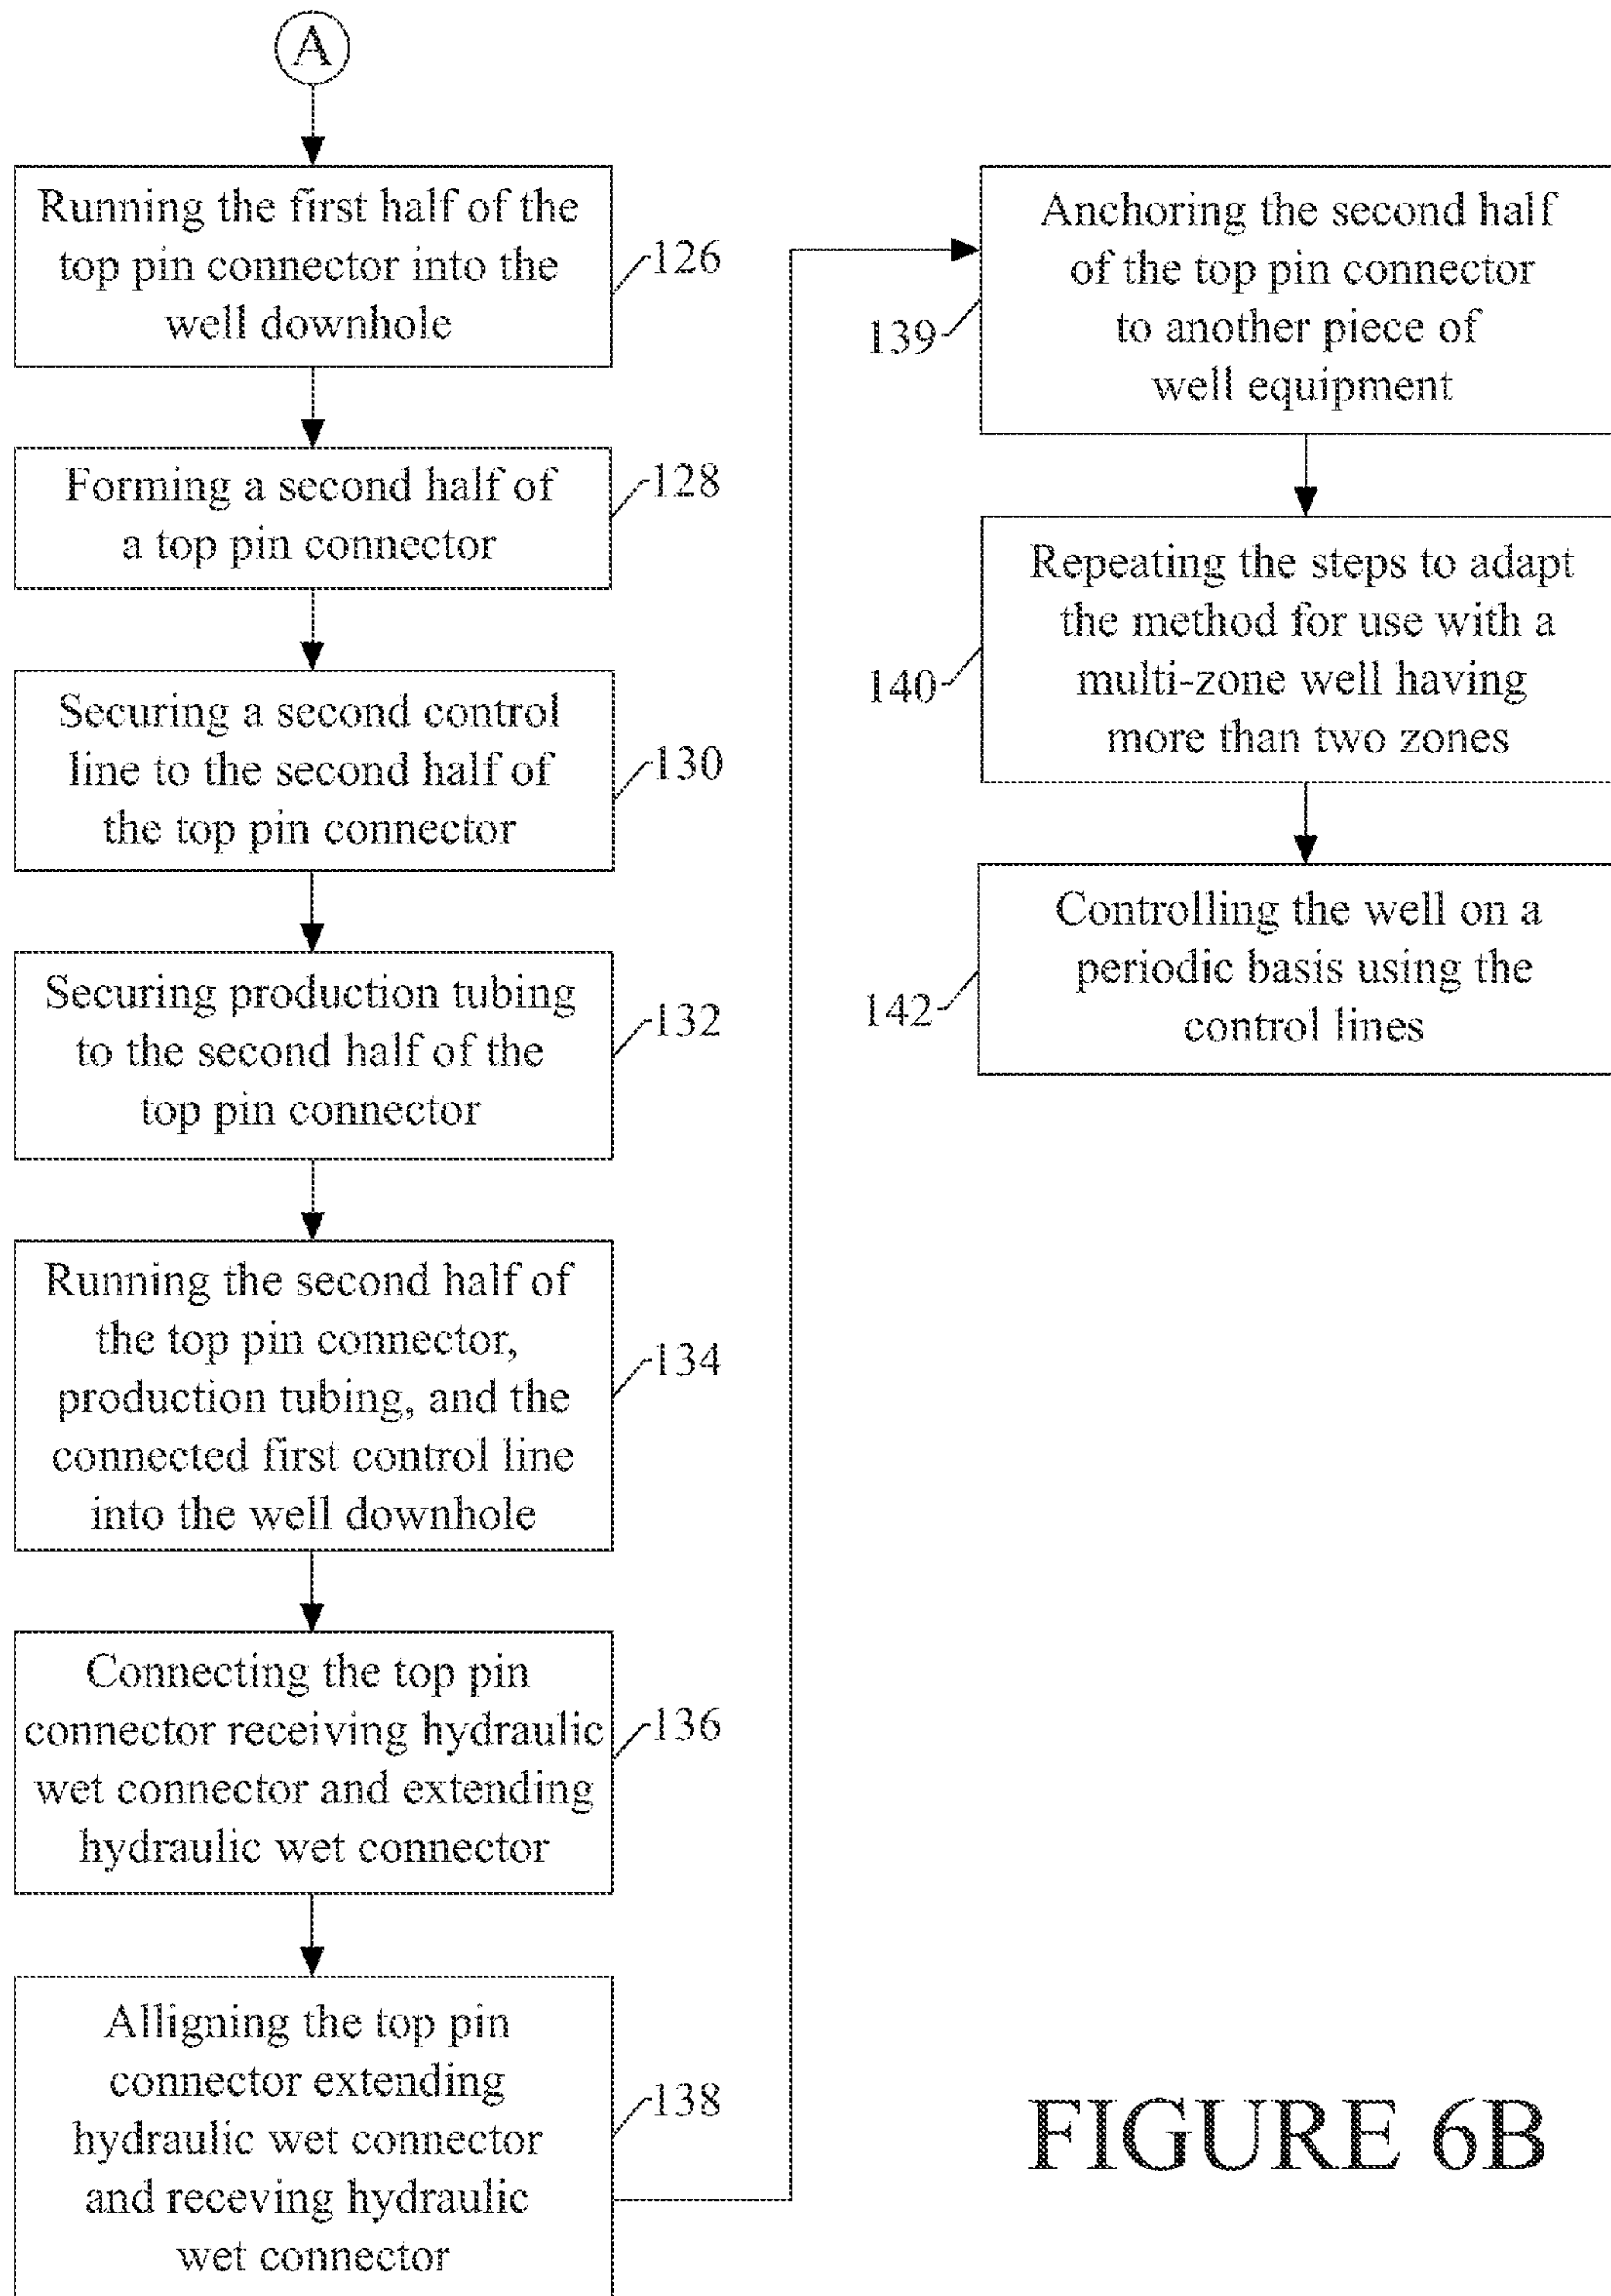 A
Running the first half of the
top pin connector into the
well downhole
126
Forming a second half of
a top pin connector
128
Securing a second control
line to the second half of
the top pin connector
130
Securing production tubing
to the second half of the
top pin connector
132
Running the second half of
the top pin connector,
production tubing, and the
connected first control line
into the well downhole
134
Connecting the top pin
connector receiving hydraulic
wet connector and extending
hydraulic wet connector
136
Alligning the top pin
connector extending
hydraulic wet connector
and receving hydraulic
wet connector
138
Anchoring the second half
of the top pin connector
to another piece of
well equipment
139
Repeating the steps to adapt
the method for use with a
multi-zone well having
more than two zones
140
Controlling the well on a
periodic basis using the
control lines
142
FIGURE 6B